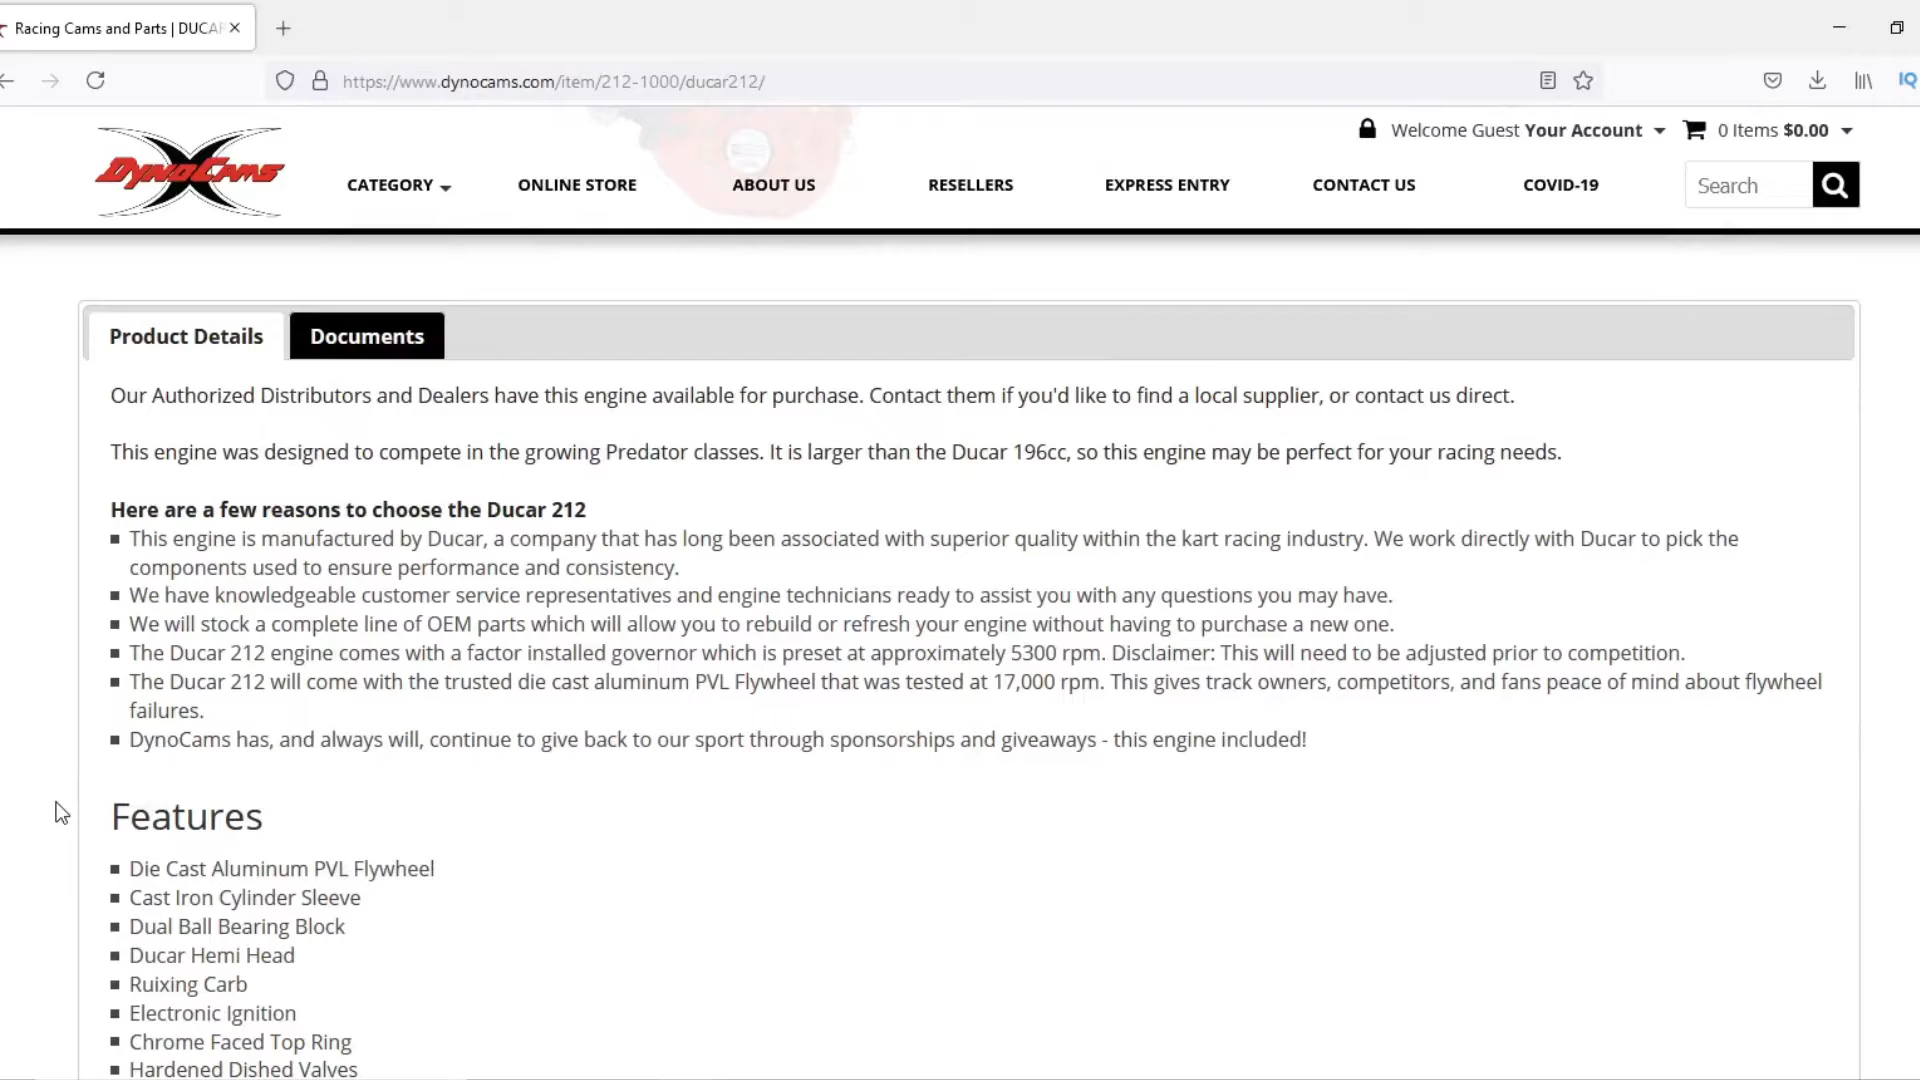 Racing Cams and Parts | DUCAR
https://www.dynocams.com/item/212-1000/ducar212/
IQ
DynoCams
Welcome Guest Your Account
0 Items $0.00
CATEGORY
ONLINE STORE
ABOUT US
RESELLERS
EXPRESS ENTRY
CONTACT US
COVID-19
Search
Product Details
Documents
Our Authorized Distributors and Dealers have this engine available for purchase. Contact them if you'd like to find a local supplier, or contact us direct.
This engine was designed to compete in the growing Predator classes. It is larger than the Ducar 196cc, so this engine may be perfect for your racing needs.
Here are a few reasons to choose the Ducar 212
This engine is manufactured by Ducar, a company that has long been associated with superior quality within the kart racing industry. We work directly with Ducar to pick the
components used to ensure performance and consistency.
We have knowledgeable customer service representatives and engine technicians ready to assist you with any questions you may have.
We will stock a complete line of OEM parts which will allow you to rebuild or refresh your engine without having to purchase a new one.
The Ducar 212 engine comes with a factor installed governor which is preset at approximately 5300 rpm. Disclaimer: This will need to be adjusted prior to competition.
The Ducar 212 will come with the trusted die cast aluminum PVL Flywheel that was tested at 17,000 rpm. This gives track owners, competitors, and fans peace of mind about flywheel
failures.
DynoCams has, and always will, continue to give back to our sport through sponsorships and giveaways - this engine included!
Features
Die Cast Aluminum PVL Flywheel
Cast Iron Cylinder Sleeve
Dual Ball Bearing Block
Ducar Hemi Head
Ruixing Carb
Electronic Ignition
Chrome Faced Top Ring
Hardened Dished Valves